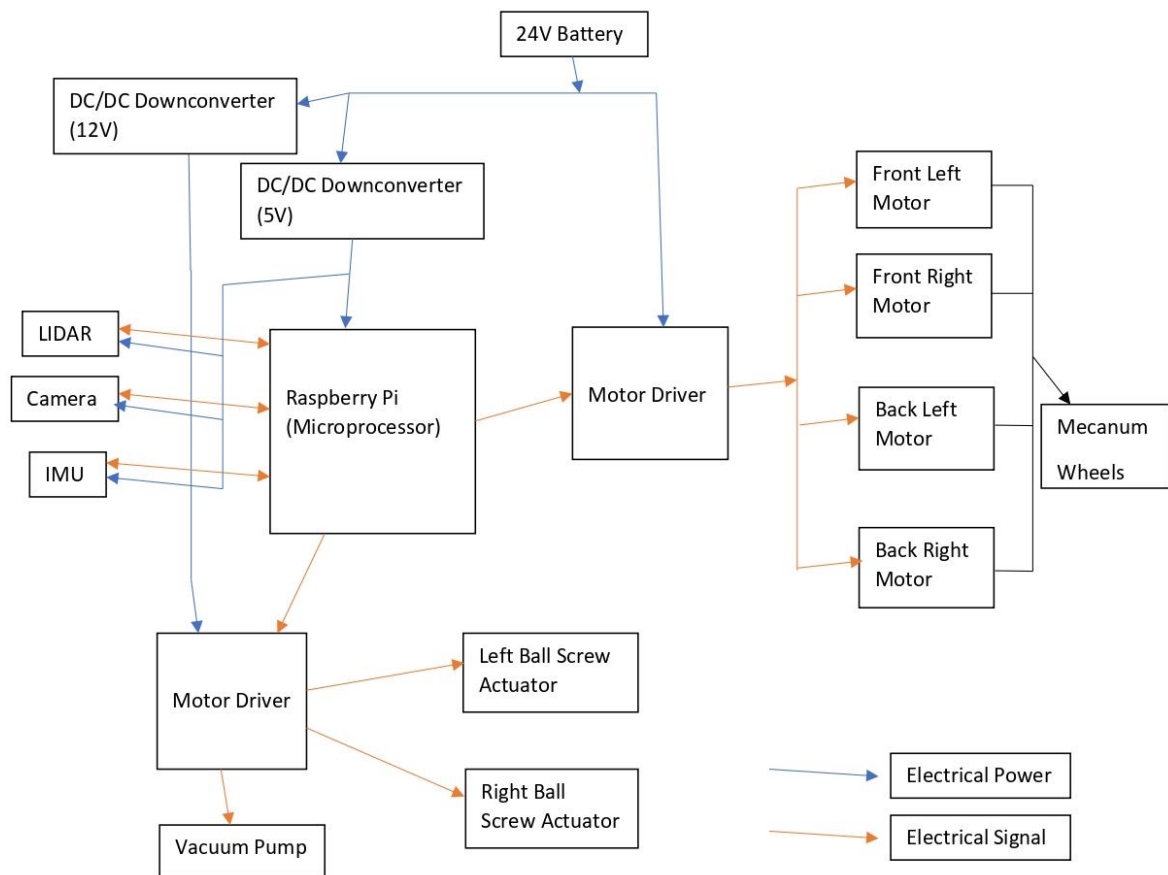 24V Battery
DC/DC Downconverter
(12V)
DC/DC Downconverter
(5V)
Front Left
Motor
Front Right
Motor
LIDAR
Camera
IMU
Raspberry Pi
(Microprocessor)
Motor Driver
Back Left
Motor
Mecanum
Wheels
Back Right
Motor
Motor Driver
Left Ball Screw
Actuator
Right Ball
Screw Actuator
Vacuum Pump
Electrical Power
Electrical Signal